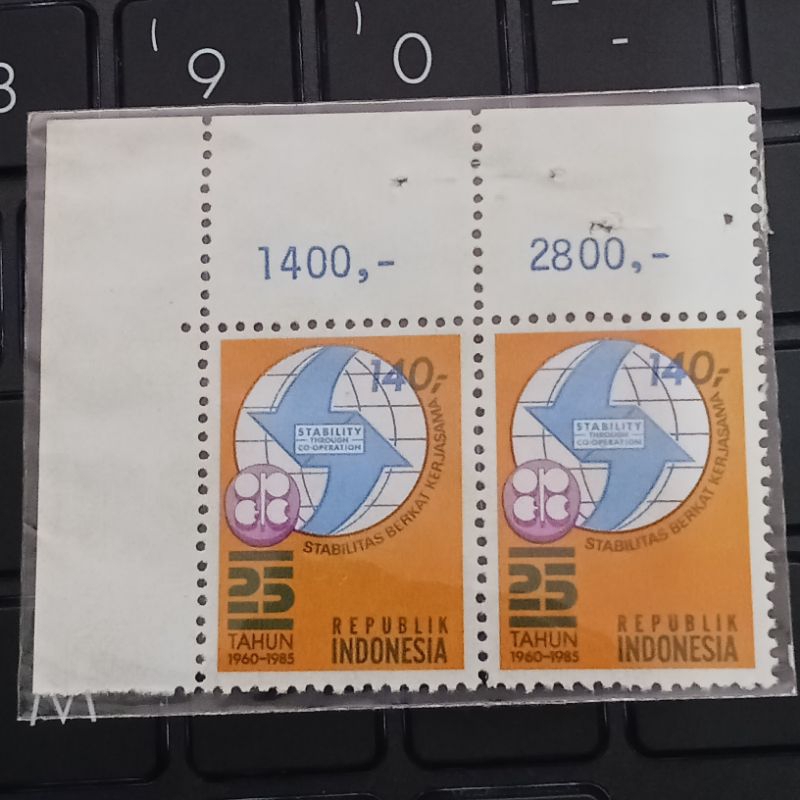 8
( 9
) 0
-
1400,-
2800,-
140,-
STABILITY
THROUGH
CO-OPERATION
STABILITAS BERKAT KERJASAMA
25
TAHUN
1960-1985
REPUBLIK
INDONESIA
140,-
STABILITY
THROUGH
CO-OPERATION
STABILITAS BERKAT KERJASAMA
25
TAHUN
1960-1985
REPUBLIK
INDONESIA
M